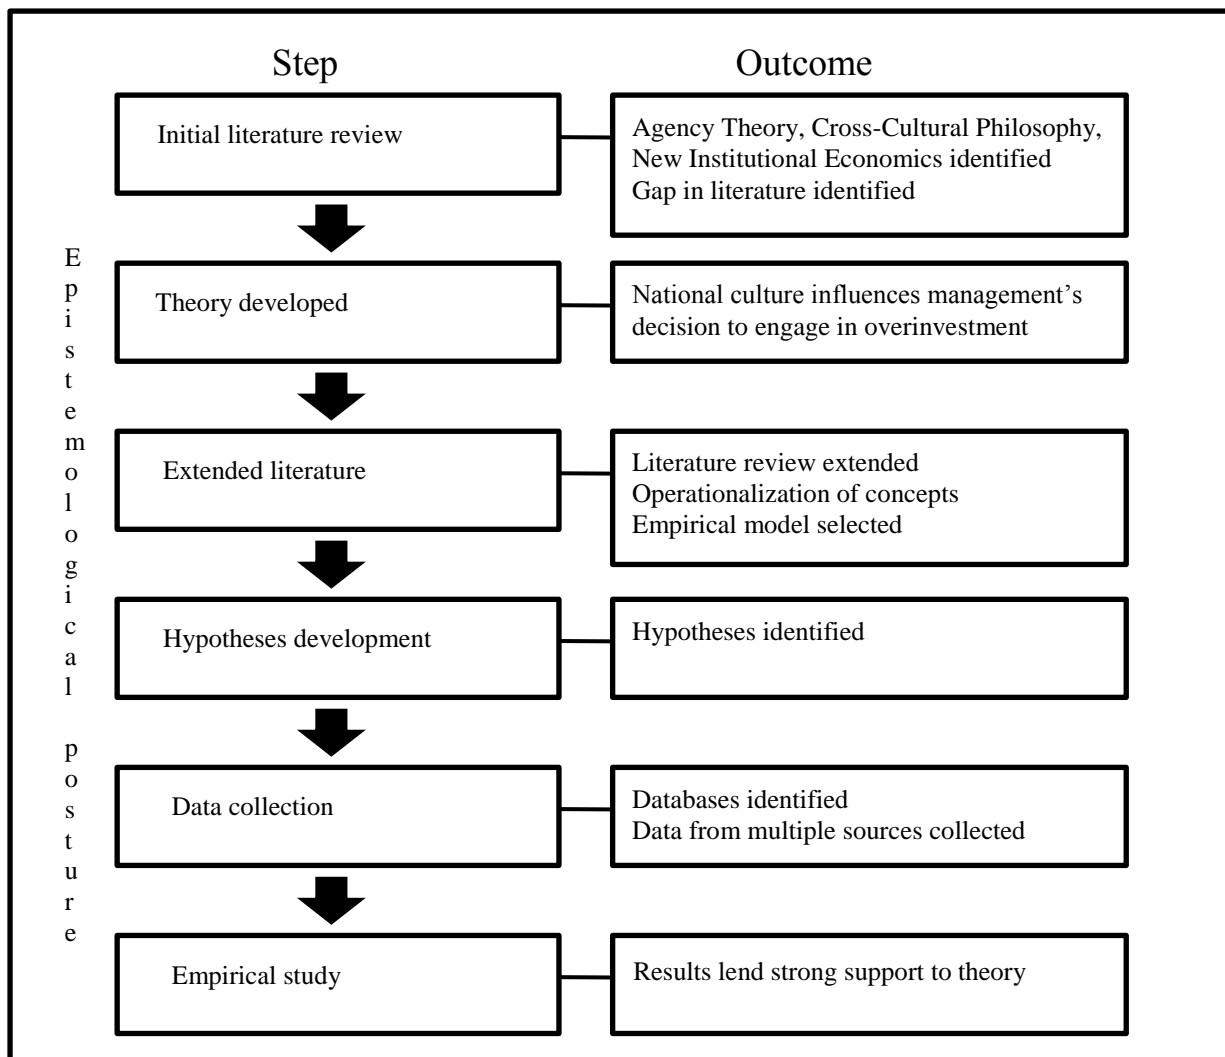 Step
Outcome
Initial literature review
Agency Theory, Cross-Cultural Philosophy,
New Institutional Economics identified
Gap in literature identified
Theory developed
National culture influences management’s
decision to engage in overinvestment
Extended literature
Literature review extended
Operationalization of concepts
Empirical model selected
Hypotheses development
Hypotheses identified
Data collection
Databases identified
Data from multiple sources collected
Empirical study
Results lend strong support to theory
Epistemological posture